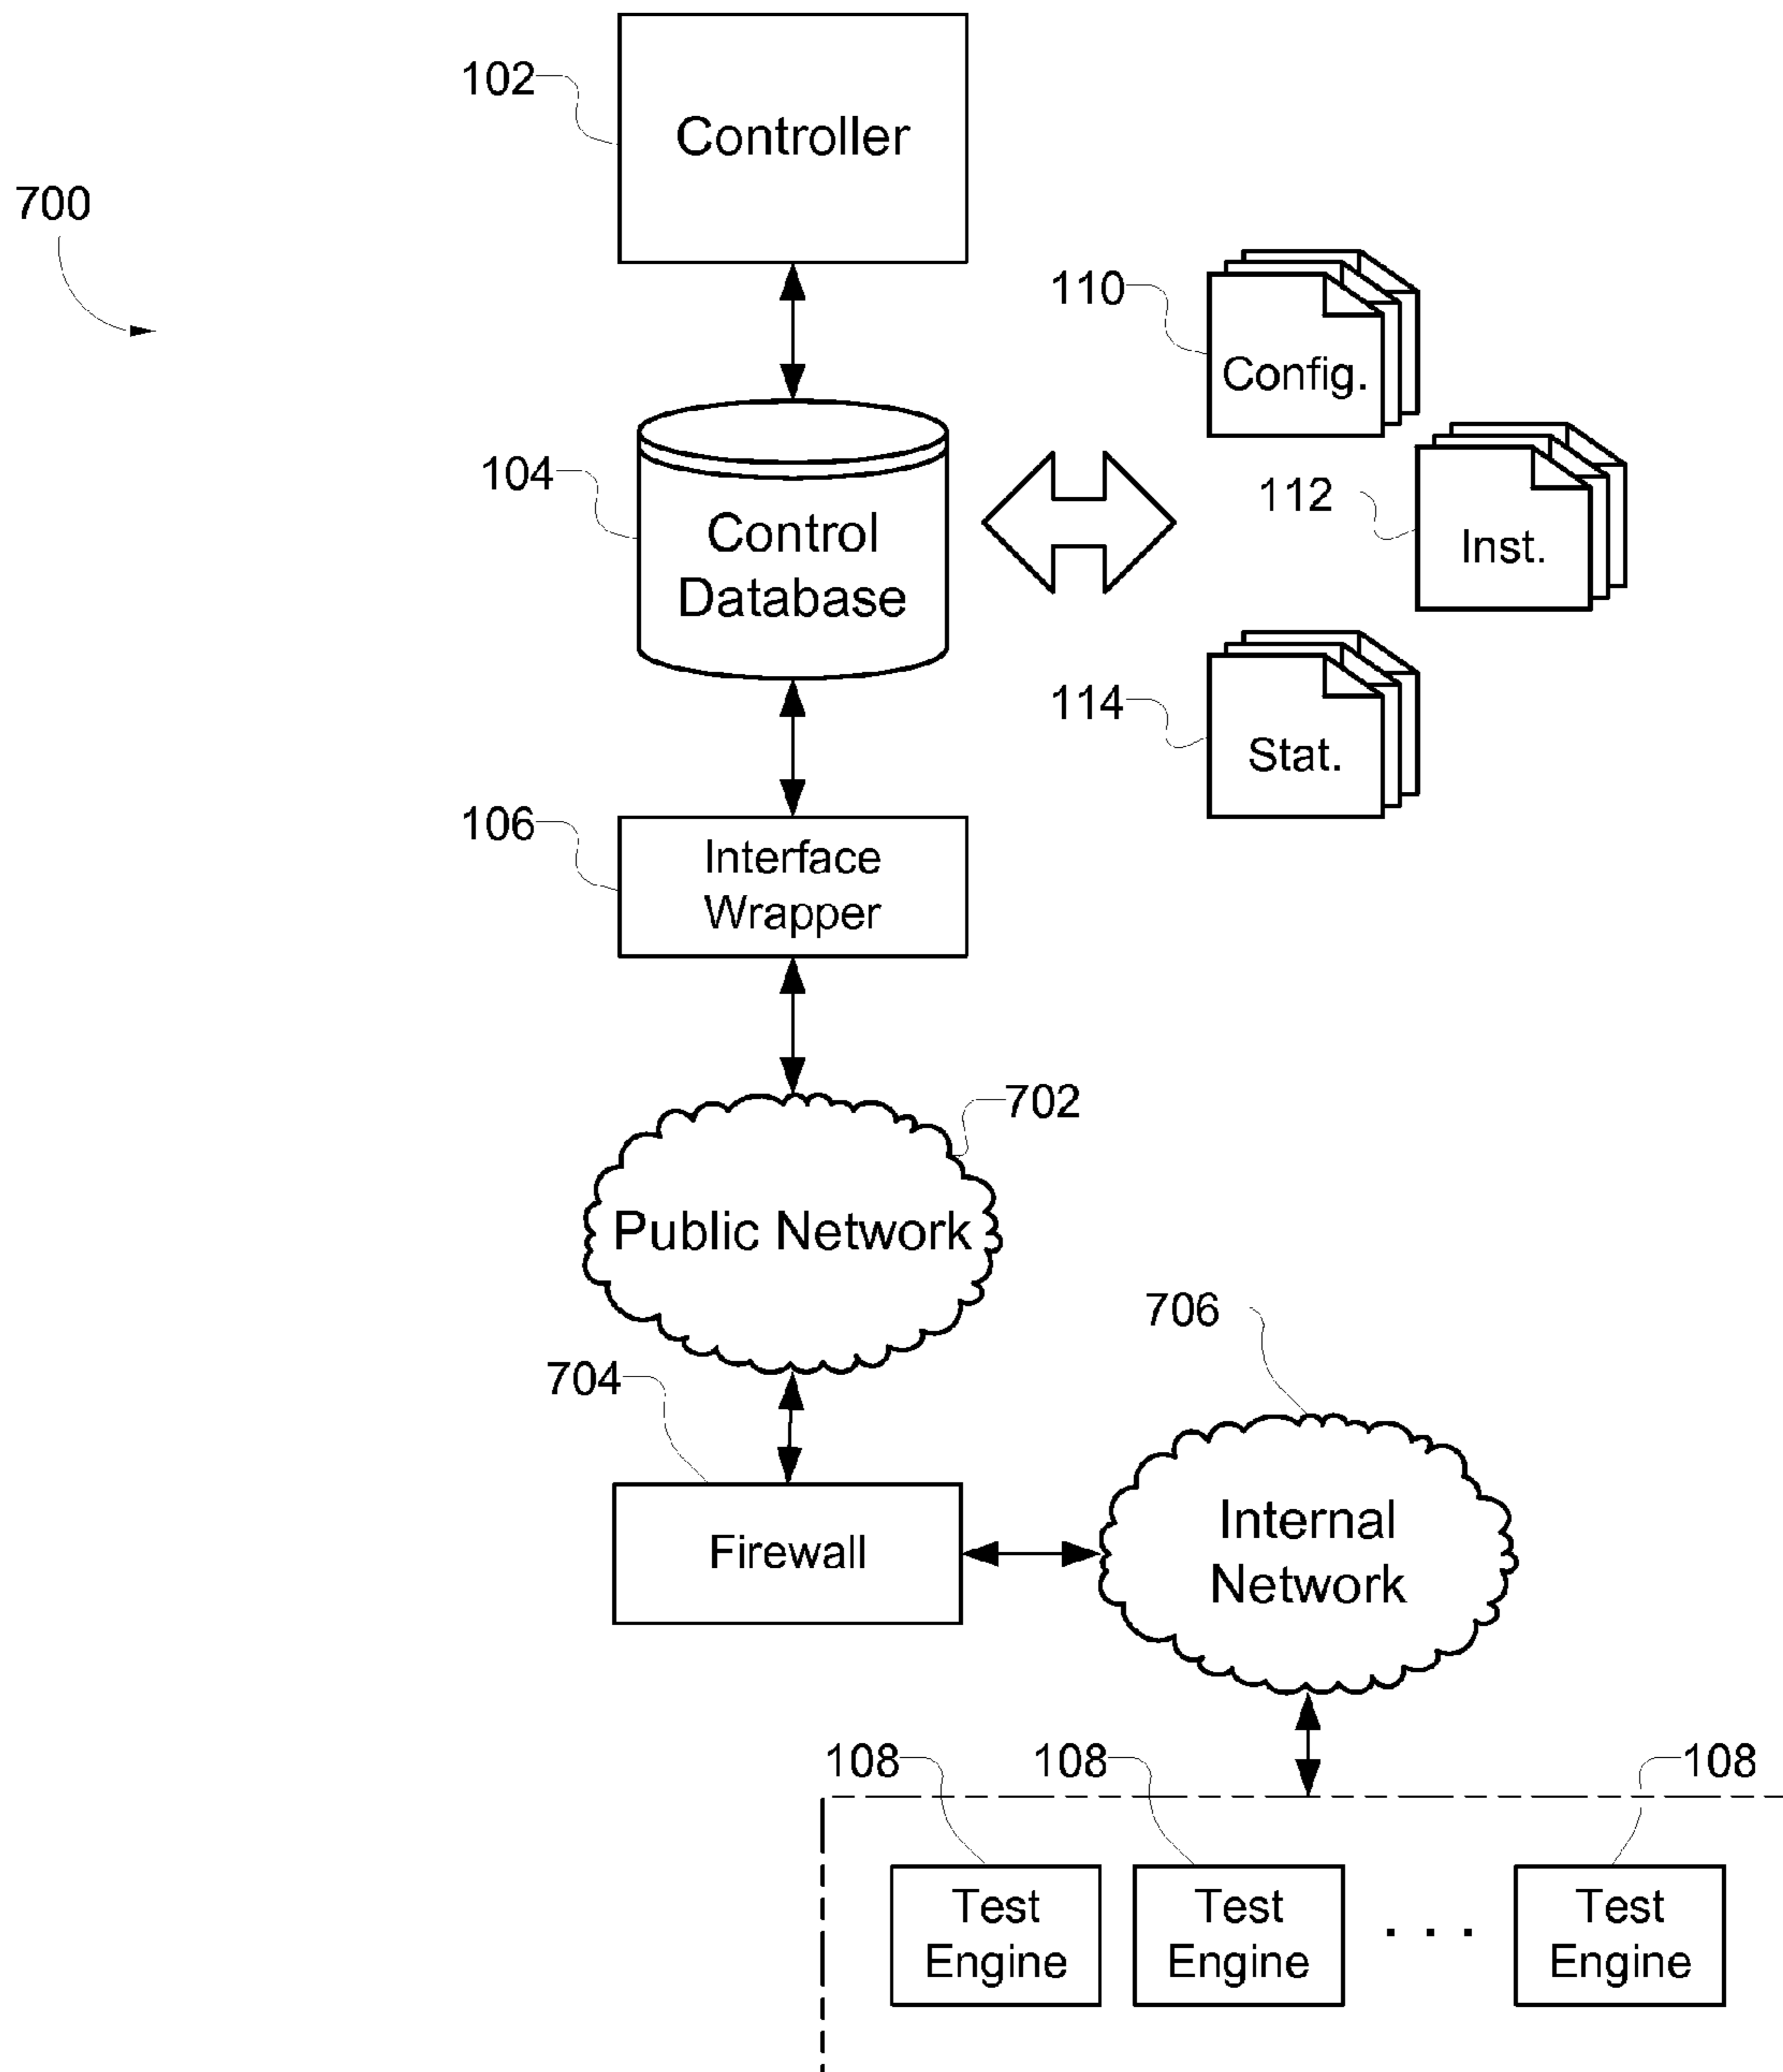 102
Controller
700
110
Config.
104
Control
Database
112
Inst.
114
Stat.
106
Interface
Wrapper
702
Public Network
706
704
Firewall
Internal
Network
108
108
108
Test
Engine
Test
Engine
. . .
Test
Engine